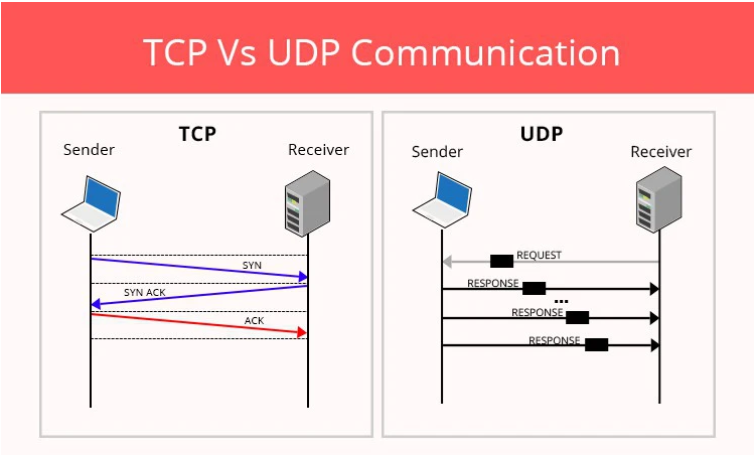 TCP Vs UDP Communication
TCP
Sender
Receiver
SYN
SYN ACK
ACK
UDP
Sender
Receiver
REQUEST
RESPONSE
...
RESPONSE
RESPONSE